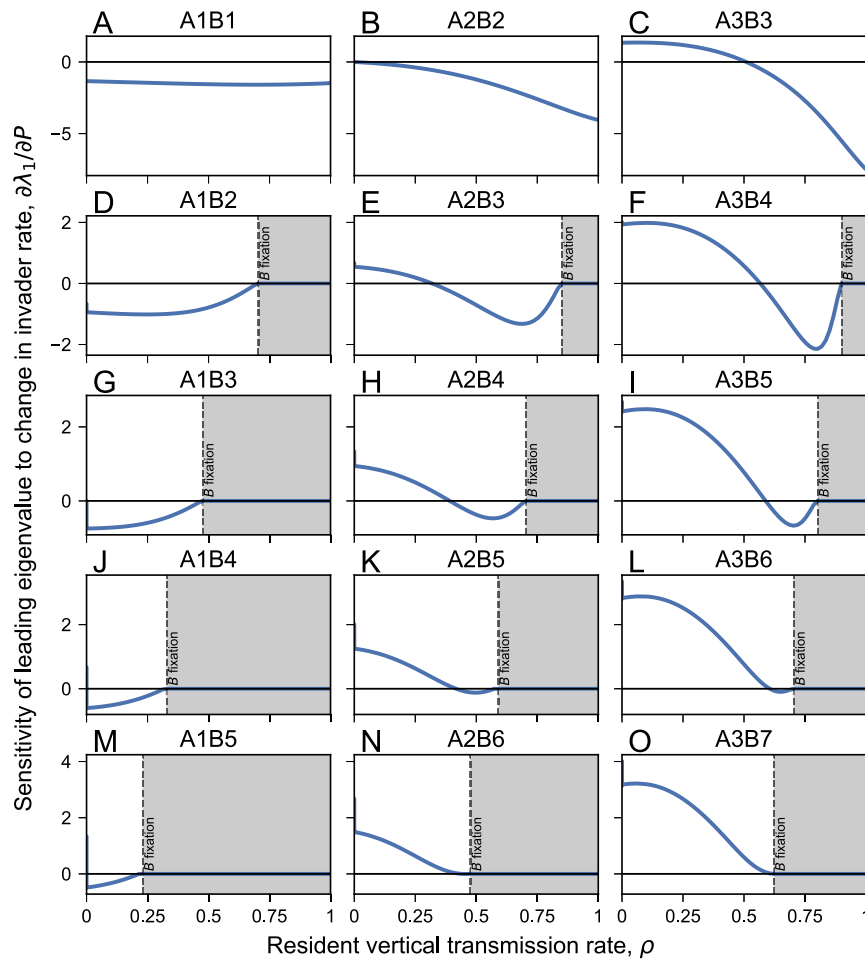 A A1B1 B A2B2 C A3B3
0
−5
D A1B2 E A2B3 F A3B4
2
0
−2
B fixation B fixation B fixation
G A1B3 H A2B4 I A3B5
2
0
B fixation B fixation B fixation
J A1B4 K A2B5 L A3B6
2
0
B fixation B fixation B fixation
M A1B5 N A2B6 O A3B7
4
2
0
B fixation B fixation B fixation
0 0.25 0.5 0.75 1 0 0.25 0.5 0.75 1 0 0.25 0.5 0.75 1
Resident vertical transmission rate, ρ
Sensitivity of leading eigenvalue to change in invader rate, ∂λ₁/∂P